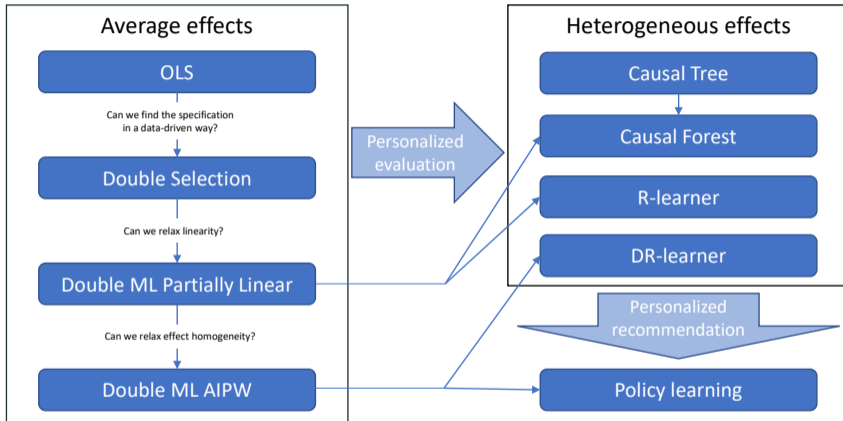 Average effects
OLS
Can we find the specification
in a data-driven way?
Double Selection
Can we relax linearity?
Double ML Partially Linear
Can we relax effect homogeneity?
Double ML AIPW
Personalized
evaluation
Heterogeneous effects
Causal Tree
Causal Forest
R-learner
DR-learner
Personalized
recommendation
Policy learning